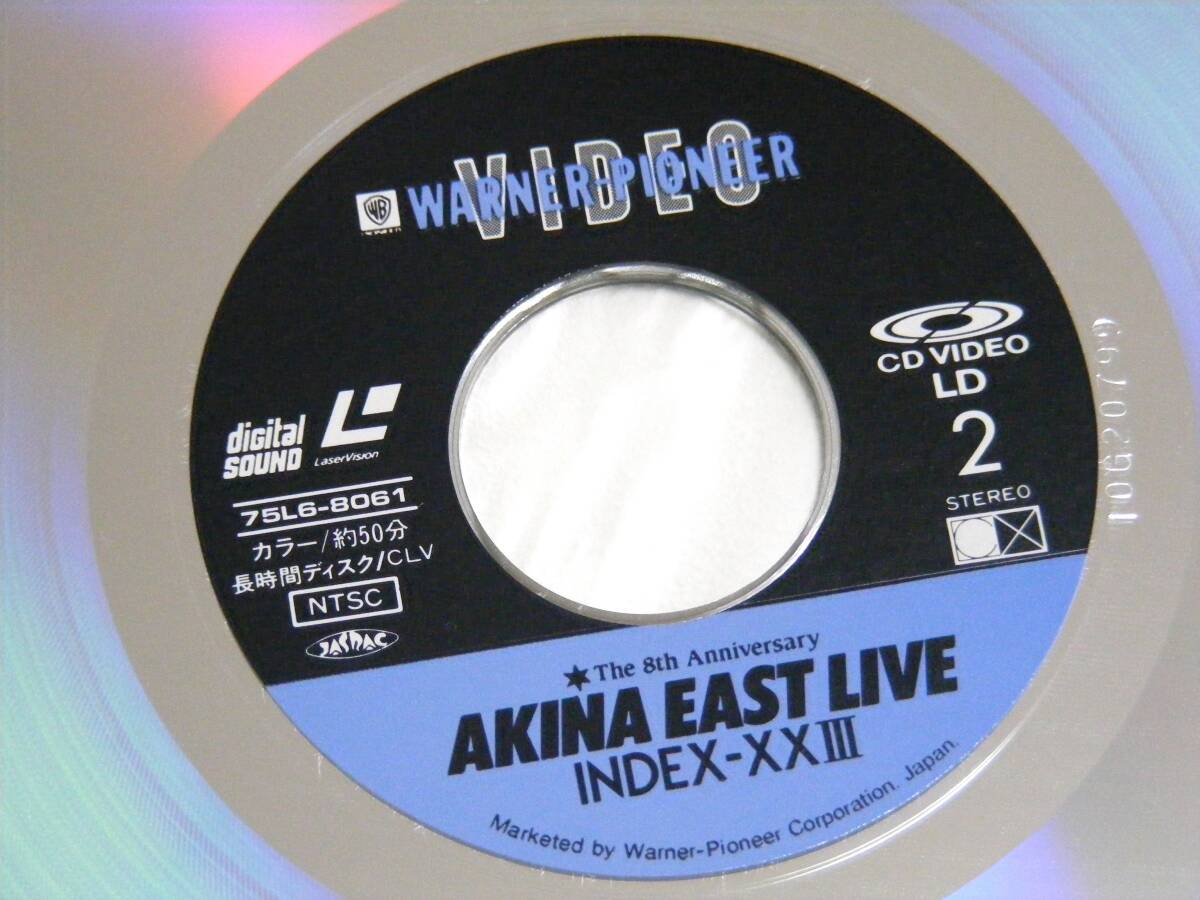 VIDEO
WARNER-PIONEER
WB
CD VIDEO
LD
2
STEREO
digital
SOUND
LaserVision
75L6-8061
カラー/約50分
長時間ディスク/CLV
NTSC
JASRAC
The 8th Anniversary
AKINA EAST LIVE
INDEX-XXIII
Marketed by Warner-Pioneer Corporation, Japan.